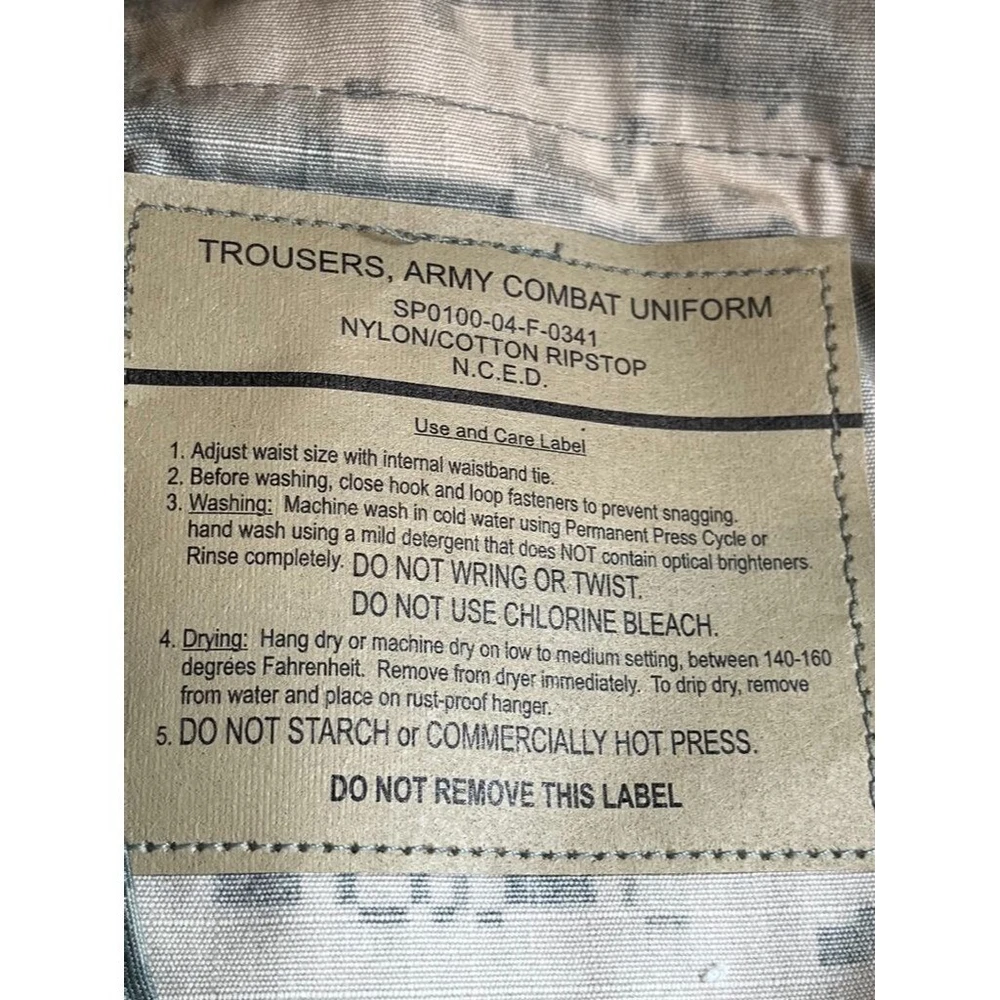 TROUSERS, ARMY COMBAT UNIFORM
SP0100-04-F-0341
NYLON/COTTON RIPSTOP
N.C.E.D.
Use and Care Label
1. Adjust waist size with internal waistband tie.
2. Before washing, close hook and loop fasteners to prevent snagging.
3. Washing: Machine wash in cold water using Permanent Press Cycle or
hand wash using a mild detergent that does NOT contain optical brighteners.
Rinse completely. DO NOT WRING OR TWIST.
DO NOT USE CHLORINE BLEACH.
4. Drying: Hang dry or machine dry on low to medium setting, between 140-160
degrees Fahrenheit. Remove from dryer immediately. To drip dry, remove
from water and place on rust-proof hanger.
5. DO NOT STARCH or COMMERCIALLY HOT PRESS.
DO NOT REMOVE THIS LABEL